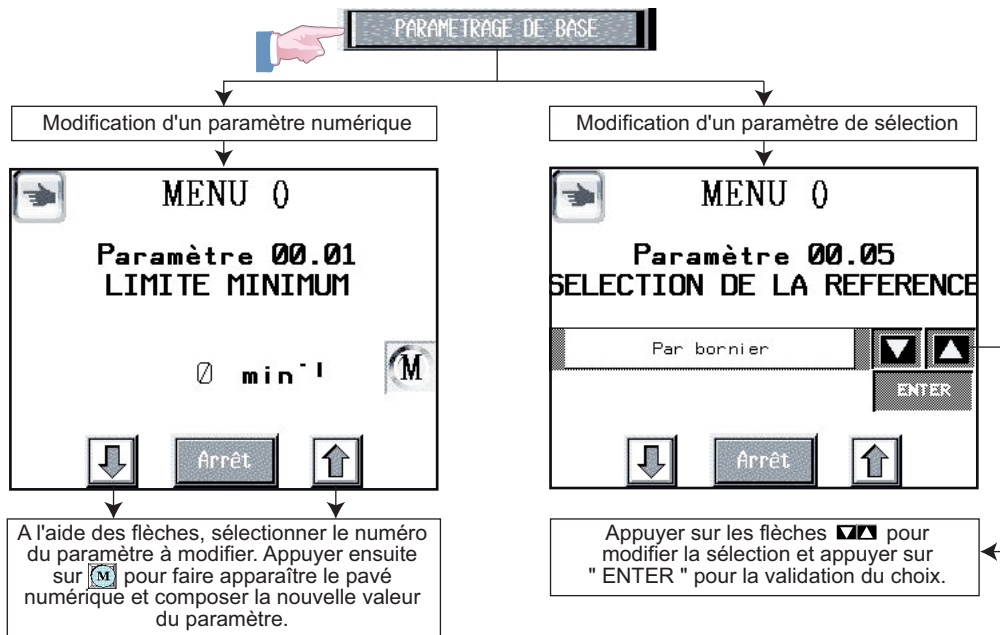 PARAMETRAGE DE BASE
Modification d'un paramètre numérique
MENU 0
Paramètre 00.01
LIMITE MINIMUM
0 min⁻¹
M
Arrêt
A l'aide des flèches, sélectionner le numéro
du paramètre à modifier. Appuyer ensuite
sur M pour faire apparaître le pavé
numérique et composer la nouvelle valeur
du paramètre.
Modification d'un paramètre de sélection
MENU 0
Paramètre 00.05
SELECTION DE LA REFERENCE
Par bornier
ENTER
Arrêt
Appuyer sur les flèches ▼▲ pour
modifier la sélection et appuyer sur
" ENTER " pour la validation du choix.